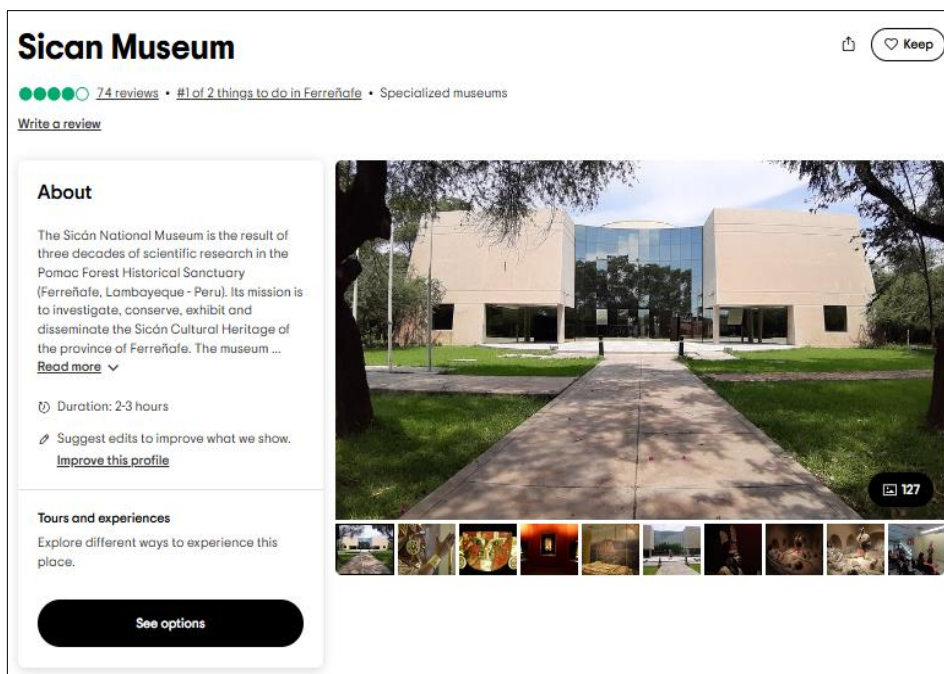 Sican Museum
Keep
74 reviews • #1 of 2 things to do in Ferreñafe • Specialized museums
Write a review
About
The Sicán National Museum is the result of
three decades of scientific research in the
Pomac Forest Historical Sanctuary
(Ferreñafe, Lambayeque - Peru). Its mission is
to investigate, conserve, exhibit and
disseminate the Sicán Cultural Heritage of
the province of Ferreñafe. The museum ...
Read more
Duration: 2-3 hours
Suggest edits to improve what we show.
Improve this profile
127
Tours and experiences
Explore different ways to experience this
place.
See options